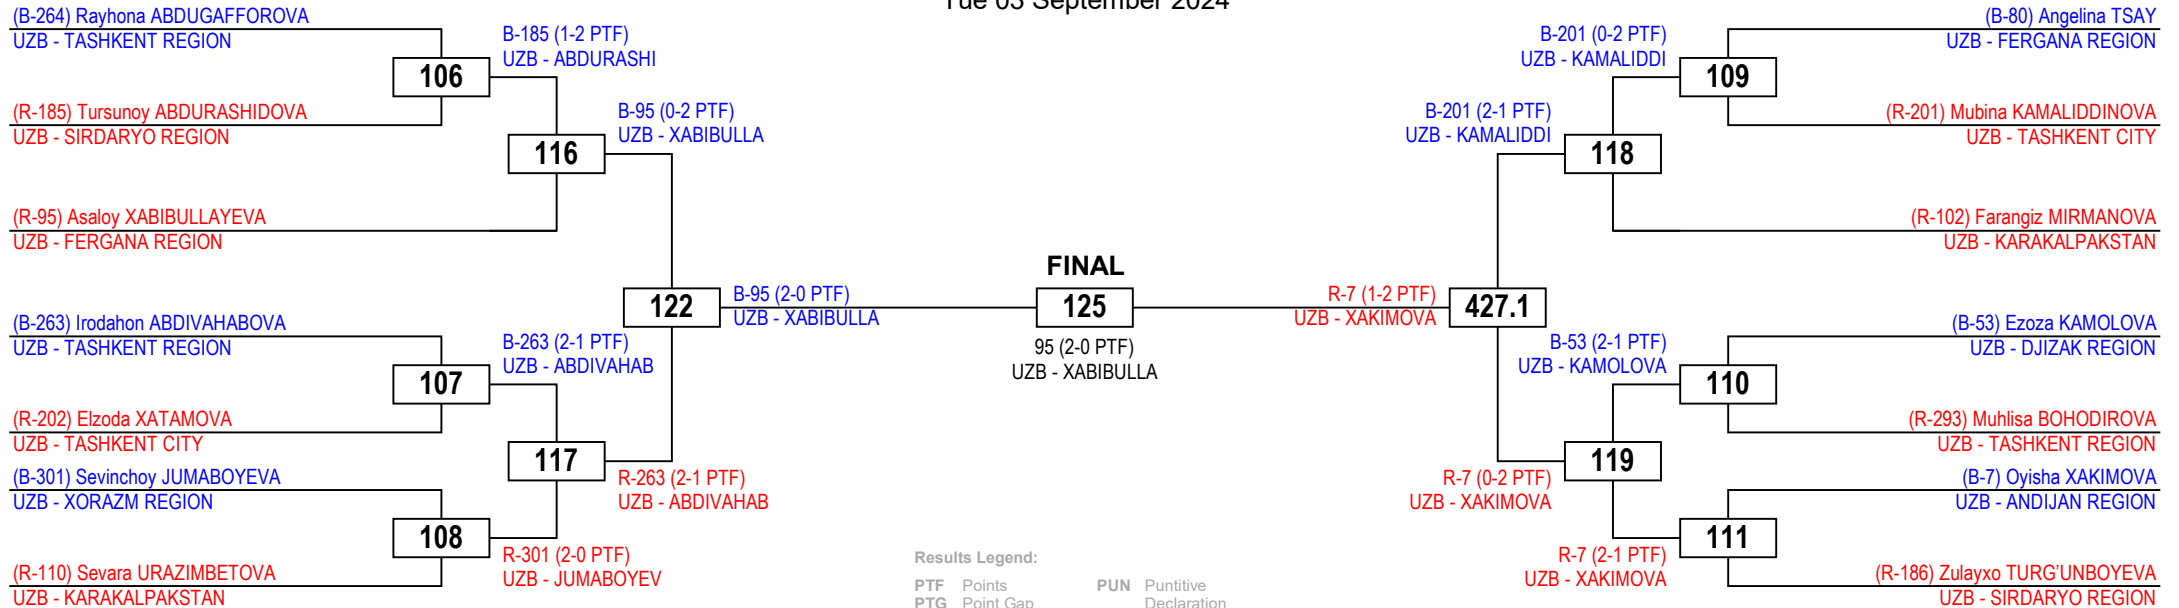 Tue 03 September 2024
(B-264) Rayhona ABDUGAFFOROVA
UZB - TASHKENT REGION
106
B-185 (1-2 PTF)
UZB - ABDURASHI
(R-185) Tursunoy ABDURASHIDOVA
UZB - SIRDARYO REGION
116
B-95 (0-2 PTF)
UZB - XABIBULLA
(R-95) Asaloy XABIBULLAYEVA
UZB - FERGANA REGION
122
B-95 (2-0 PTF)
UZB - XABIBULLA
(B-263) Irodahon ABDIVAHABOVA
UZB - TASHKENT REGION
107
B-263 (2-1 PTF)
UZB - ABDIVAHAB
(R-202) Elzoda XATAMOVA
UZB - TASHKENT CITY
117
R-263 (2-1 PTF)
UZB - ABDIVAHAB
(B-301) Sevinchoy JUMABOYEVA
UZB - XORAZM REGION
108
R-301 (2-0 PTF)
UZB - JUMABOYEV
(R-110) Sevara URAZIMBETOVA
UZB - KARAKALPAKSTAN
FINAL
125
95 (2-0 PTF)
UZB - XABIBULLA
(B-80) Angelina TSAY
UZB - FERGANA REGION
B-201 (0-2 PTF)
UZB - KAMALIDDI
109
(R-201) Mubina KAMALIDDINOVA
UZB - TASHKENT CITY
B-201 (2-1 PTF)
UZB - KAMALIDDI
118
(R-102) Farangiz MIRMANOVA
UZB - KARAKALPAKSTAN
R-7 (1-2 PTF)
UZB - XAKIMOVA
427.1
(B-53) Ezoza KAMOLOVA
UZB - DJIZAK REGION
B-53 (2-1 PTF)
UZB - KAMOLOVA
110
(R-293) Muhlisa BOHODIROVA
UZB - TASHKENT REGION
R-7 (0-2 PTF)
UZB - XAKIMOVA
119
(B-7) Oyisha XAKIMOVA
UZB - ANDIJAN REGION
R-7 (2-1 PTF)
UZB - XAKIMOVA
111
(R-186) Zulayxo TURG'UNBOYEVA
UZB - SIRDARYO REGION
Results Legend:
PTF Points PUN Puntitive
PTG Point Gap Declaration